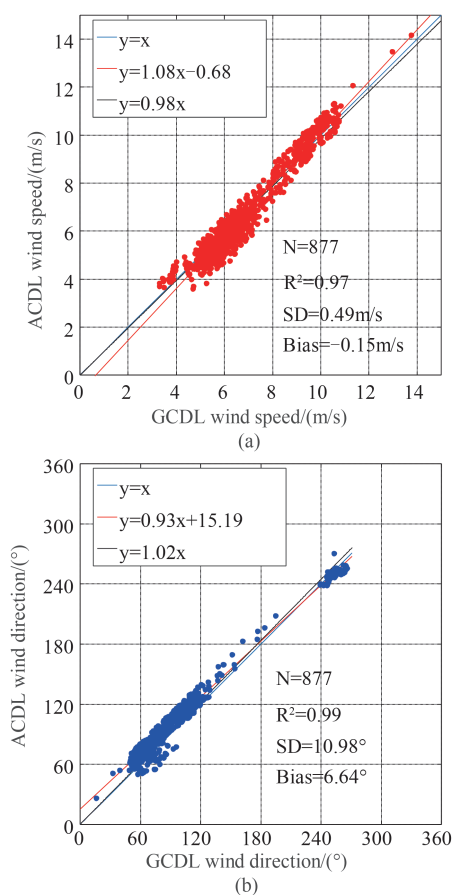 14
12
10
8
6
4
2
0
ACDL wind speed/(m/s)
y=x
y=1.08x−0.68
y=0.98x
N=877
R²=0.97
SD=0.49m/s
Bias=−0.15m/s
2 4 6 8 10 12 14
GCDL wind speed/(m/s)
(a)
360
300
240
180
120
60
0
ACDL wind direction/(°)
y=x
y=0.93x+15.19
y=1.02x
N=877
R²=0.99
SD=10.98°
Bias=6.64°
60 120 180 240 300 360
GCDL wind direction/(°)
(b)